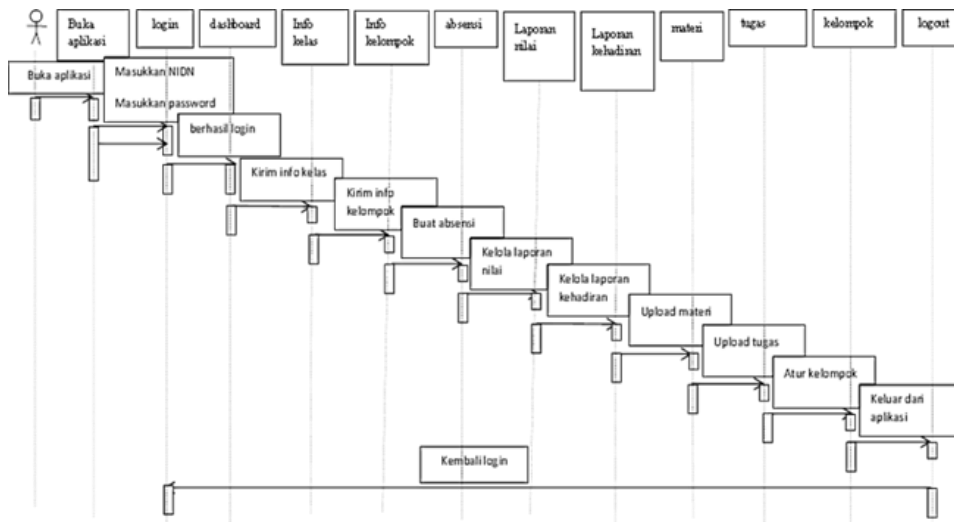 Buka
aplikasi
login
dashboard
Info
kelas
Info
kelompok
absensi
Laporan
nilai
Laporan
kehadiran
materi
tugas
kelompok
logout
Buka aplikasi
Masukkan NIDN
Masukkan password
berhasil login
Kirim info kelas
Kirim info
kelompok
Buat absensi
Kelola laporan
nilai
Kelola laporan
kehadiran
Upload materi
Upload tugas
Atur kelompok
Keluar dari
aplikasi
Kembali login